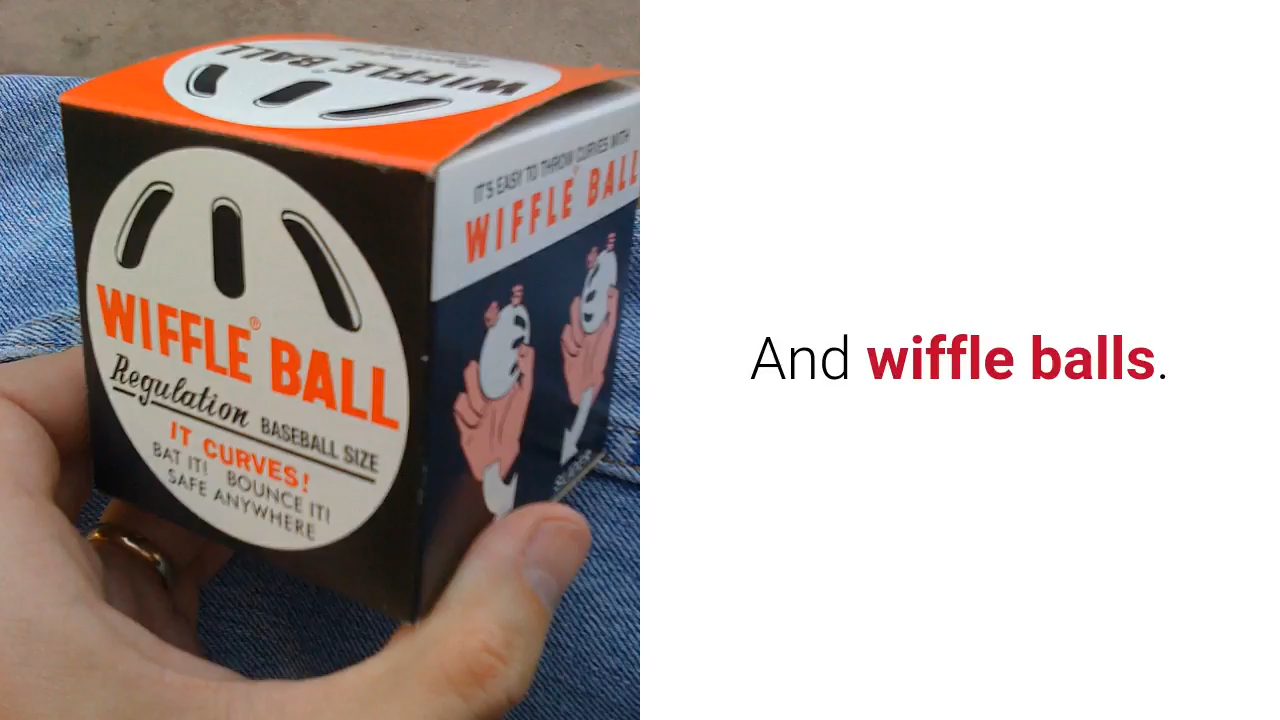 WIFFLE BALL
WIFFLE® BALL
Regulation BASEBALL SIZE
IT CURVES!
BAT IT! BOUNCE IT!
SAFE ANYWHERE
IT'S EASY TO THROW CURVES WITH
WIFFLE® BALL
SLIDER
And wiffle balls.